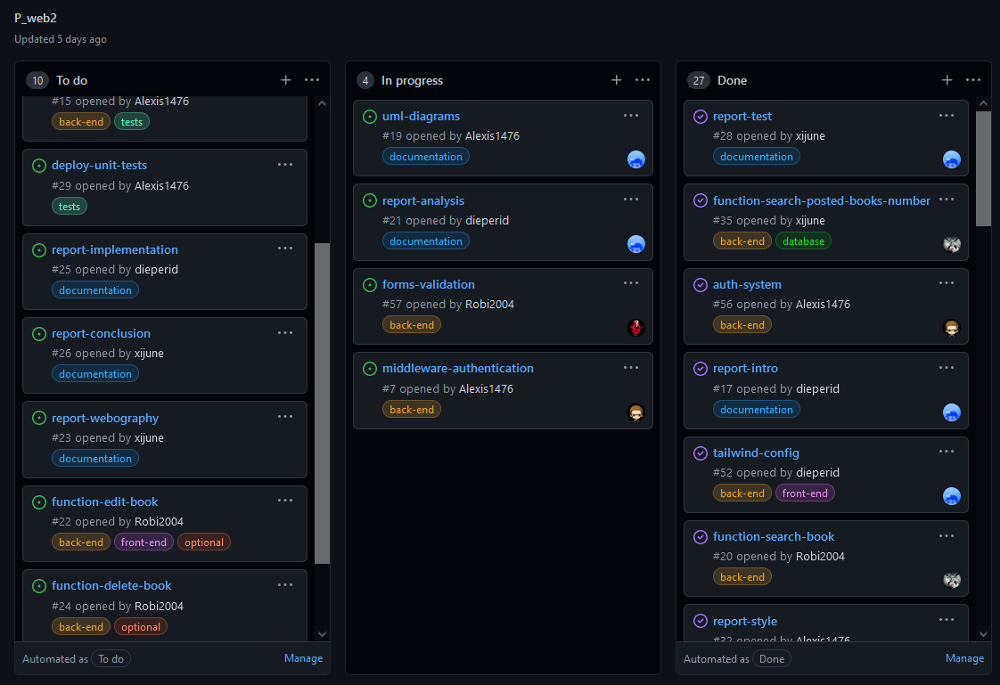 P_web2
Updated 5 days ago
10 To do
#15 opened by Alexis1476
back-end tests
deploy-unit-tests
#29 opened by Alexis1476
tests
report-implementation
#25 opened by dieperid
documentation
report-conclusion
#26 opened by xijune
documentation
report-webography
#23 opened by xijune
documentation
function-edit-book
#22 opened by Robi2004
back-end front-end optional
function-delete-book
#24 opened by Robi2004
back-end optional
Automated as To do Manage
4 In progress
uml-diagrams
#19 opened by Alexis1476
documentation
report-analysis
#21 opened by dieperid
documentation
forms-validation
#57 opened by Robi2004
back-end
middleware-authentication
#7 opened by Alexis1476
back-end
27 Done
report-test
#28 opened by xijune
documentation
function-search-posted-books-number
#35 opened by xijune
back-end database
auth-system
#56 opened by Alexis1476
back-end
report-intro
#17 opened by dieperid
documentation
tailwind-config
#52 opened by dieperid
back-end front-end
function-search-book
#20 opened by Robi2004
back-end
report-style
#32 opened by Alexis1476
Automated as Done Manage